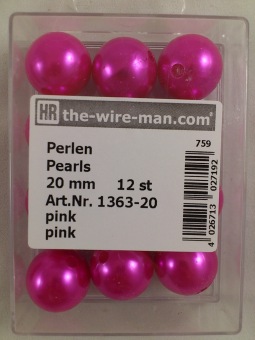 HR the-wire-man.com®
759
Perlen
Pearls
20 mm 12 st
Art.Nr. 1363-20
pink
pink
4 026713 027192